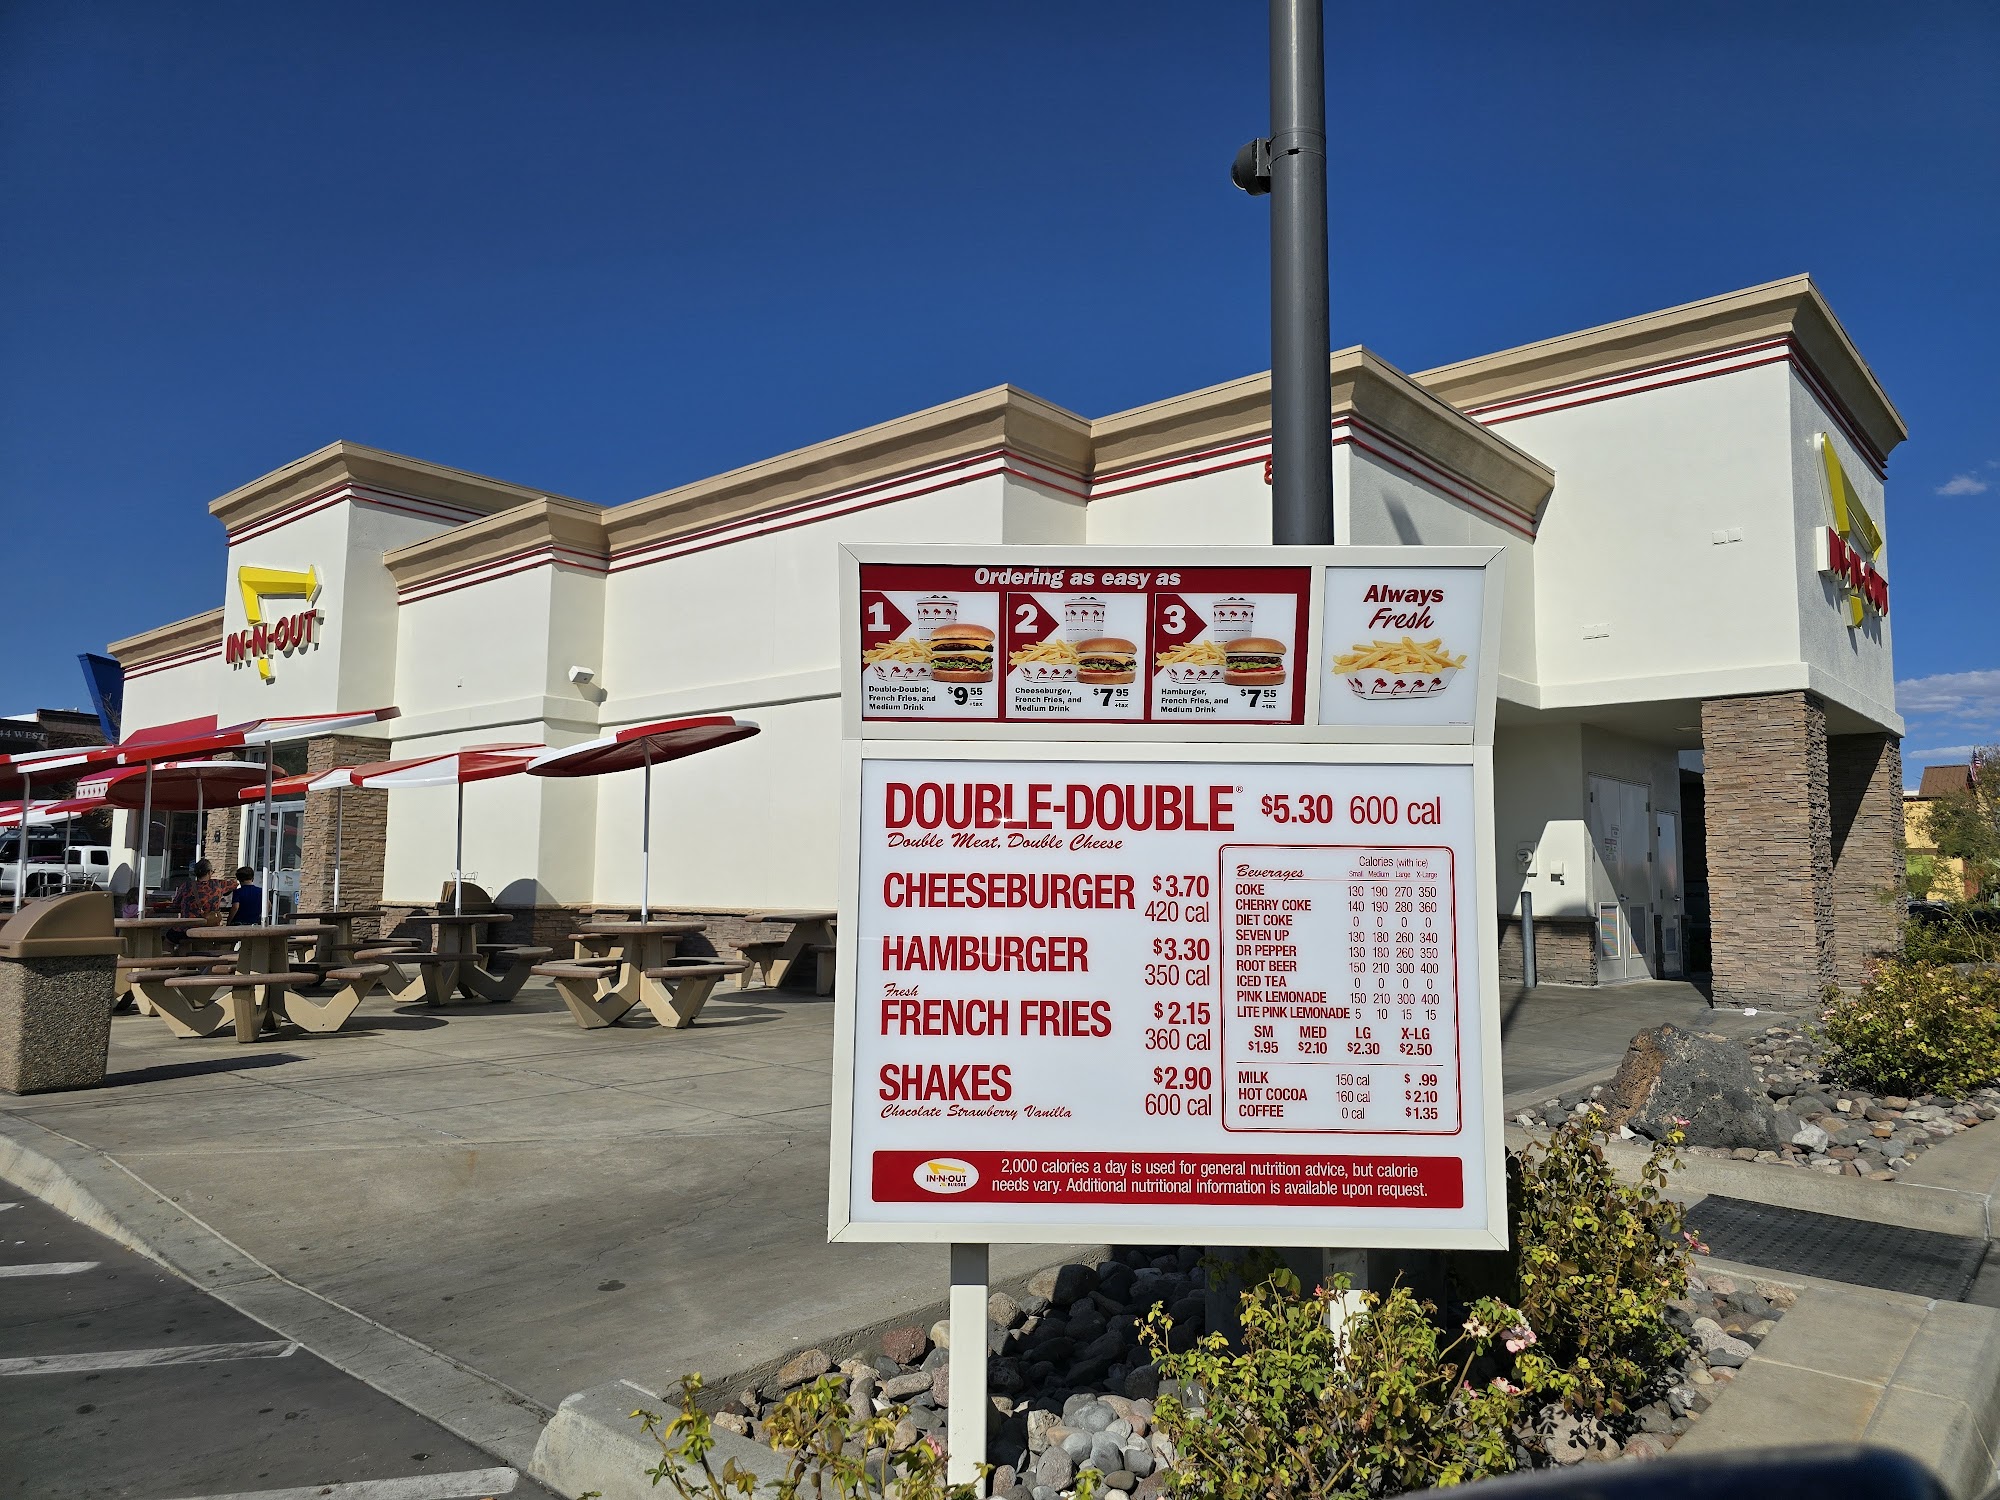 IN-N-OUT
IN-N-OUT
44 WEST
8
Ordering as easy as
1
Double-Double,
French Fries, and
Medium Drink
$9 55
+tax
2
Cheeseburger,
French Fries, and
Medium Drink
$7 95
+tax
3
Hamburger,
French Fries, and
Medium Drink
$7 55
+tax
Always
Fresh
DOUBLE-DOUBLE® $5.30 600 cal
Double Meat, Double Cheese
CHEESEBURGER $3.70
420 cal
HAMBURGER $3.30
350 cal
Fresh
FRENCH FRIES $2.15
360 cal
SHAKES $2.90
Chocolate Strawberry Vanilla 600 cal
Beverages Calories (with ice)
Small Medium Large X-Large
COKE 130 190 270 350
CHERRY COKE 140 190 280 360
DIET COKE 0 0 0 0
SEVEN UP 130 180 260 340
DR PEPPER 130 180 260 350
ROOT BEER 150 210 300 400
ICED TEA 0 0 0 0
PINK LEMONADE 150 210 300 400
LITE PINK LEMONADE 5 10 15 15
SM MED LG X-LG
$1.95 $2.10 $2.30 $2.50
MILK 150 cal $ .99
HOT COCOA 160 cal $2.10
COFFEE 0 cal $1.35
IN-N-OUT
BURGER
2,000 calories a day is used for general nutrition advice, but calorie
needs vary. Additional nutritional information is available upon request.